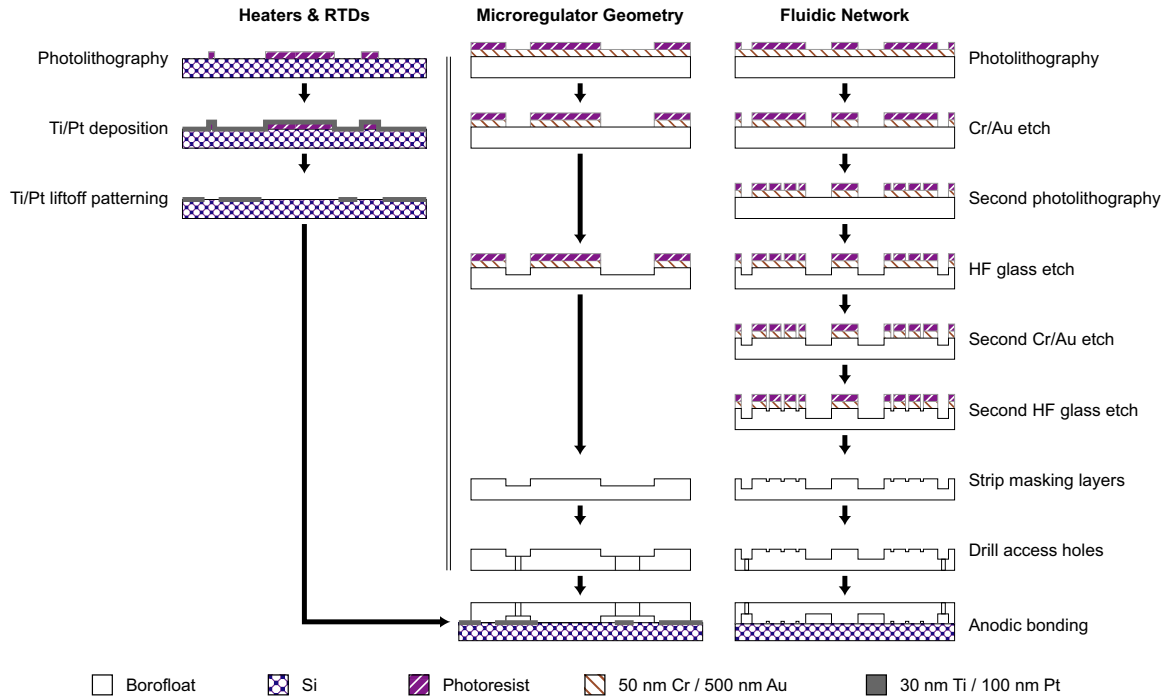 Heaters & RTDs
Microregulator Geometry
Fluidic Network
Photolithography
Ti/Pt deposition
Ti/Pt liftoff patterning
Photolithography
Cr/Au etch
Second photolithography
HF glass etch
Second Cr/Au etch
Second HF glass etch
Strip masking layers
Drill access holes
Anodic bonding
Borofloat
Si
Photoresist
50 nm Cr / 500 nm Au
30 nm Ti / 100 nm Pt